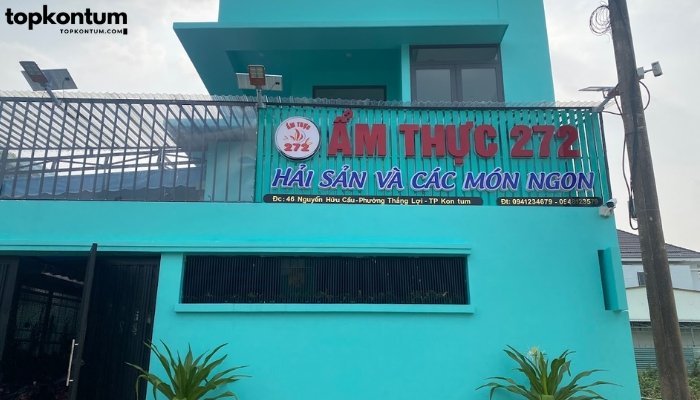 topkontum
TOPKONTUM.COM
ẨM THỰC
272
ẨM THỰC 272
HẢI SẢN VÀ CÁC MÓN NGON
Đc: 46 Nguyễn Hữu Cầu-Phường Thắng Lợi-TP Kon tum
Đt: 0941234679 -